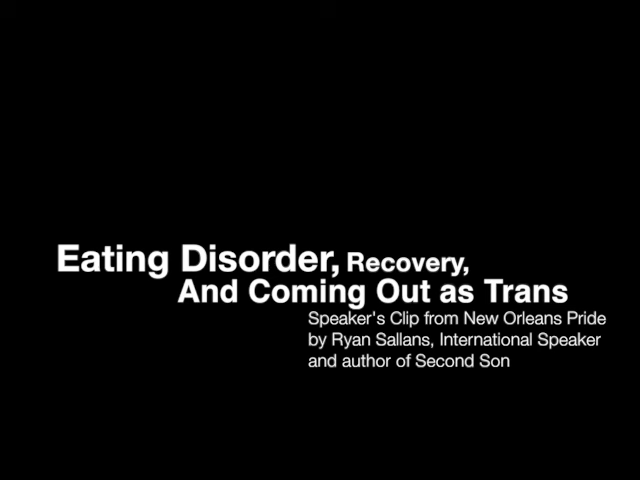 Eating Disorder, Recovery,
And Coming Out as Trans
Speaker's Clip from New Orleans Pride
by Ryan Sallans, International Speaker
and author of Second Son